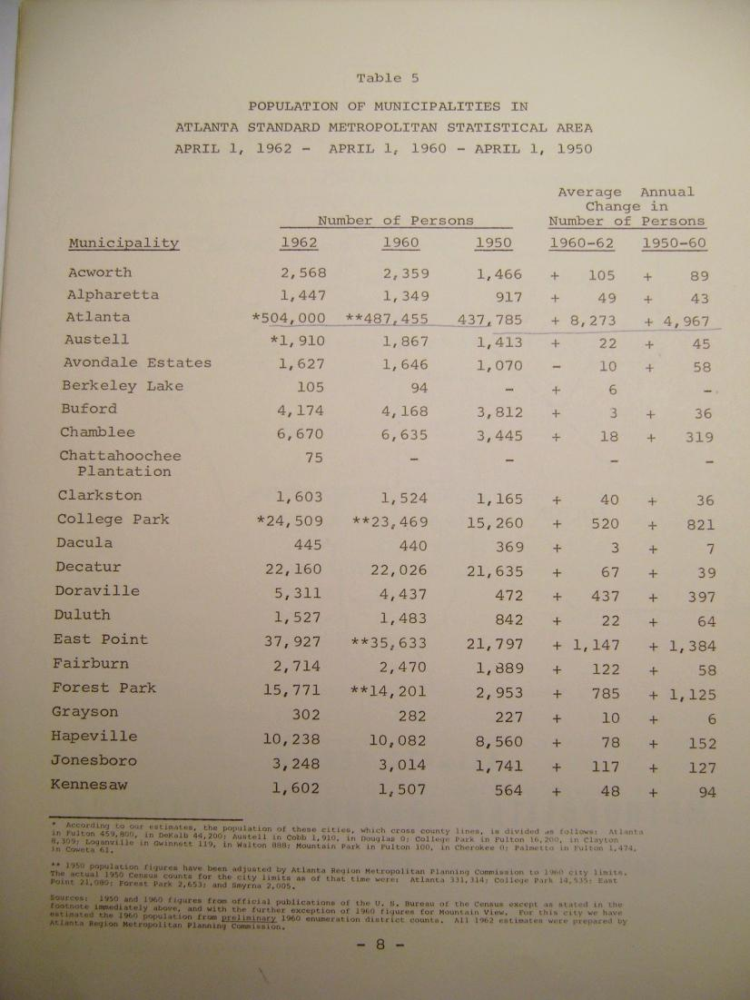 Table 5
POPULATION OF MUNICIPALITIES IN
ATLANTA STANDARD METROPOLITAN STATISTICAL AREA
APRIL 1, 1962 - APRIL 1, 1960 - APRIL 1, 1950
Average Annual
Change in
Number of Persons Number of Persons
Municipality 1962 1960 1950 1960-62 1950-60
Acworth 2,568 2,359 1,466 + 105 + 89
Alpharetta 1,447 1,349 917 + 49 + 43
Atlanta *504,000 **487,455 437,785 + 8,273 + 4,967
Austell *1,910 1,867 1,413 + 22 + 45
Avondale Estates 1,627 1,646 1,070 - 10 + 58
Berkeley Lake 105 94 - + 6 -
Buford 4,174 4,168 3,812 + 3 + 36
Chamblee 6,670 6,635 3,445 + 18 + 319
Chattahoochee 75 - - - -
Plantation
Clarkston 1,603 1,524 1,165 + 40 + 36
College Park *24,509 **23,469 15,260 + 520 + 821
Dacula 445 440 369 + 3 + 7
Decatur 22,160 22,026 21,635 + 67 + 39
Doraville 5,311 4,437 472 + 437 + 397
Duluth 1,527 1,483 842 + 22 + 64
East Point 37,927 **35,633 21,797 + 1,147 + 1,384
Fairburn 2,714 2,470 1,889 + 122 + 58
Forest Park 15,771 **14,201 2,953 + 785 + 1,125
Grayson 302 282 227 + 10 + 6
Hapeville 10,238 10,082 8,560 + 78 + 152
Jonesboro 3,248 3,014 1,741 + 117 + 127
Kennesaw 1,602 1,507 564 + 48 + 94
* According to our estimates, the population of these cities, which cross county lines, is divided as follows: Atlanta
in Fulton 459,800, in DeKalb 44,200; Austell in Cobb 1,910, in Douglas 0; College Park in Fulton 16,200, in Clayton
8,309; Loganville in Gwinnett 119, in Walton 888; Mountain Park in Fulton 100, in Cherokee 0; Palmetto in Fulton 1,474,
in Coweta 61.
** 1950 population figures have been adjusted by Atlanta Region Metropolitan Planning Commission to 1960 city limits.
The actual 1950 Census counts for the city limits as of that time were: Atlanta 331,314; College Park 14,535; East
Point 21,080; Forest Park 2,653; and Smyrna 2,005.
Sources: 1950 and 1960 figures from official publications of the U. S. Bureau of the Census except as stated in the
footnote immediately above, and with the further exception of 1960 figures for Mountain View. For this city we have
estimated the 1960 population from preliminary 1960 enumeration district counts. All 1962 estimates were prepared by
Atlanta Region Metropolitan Planning Commission.
- 8 -